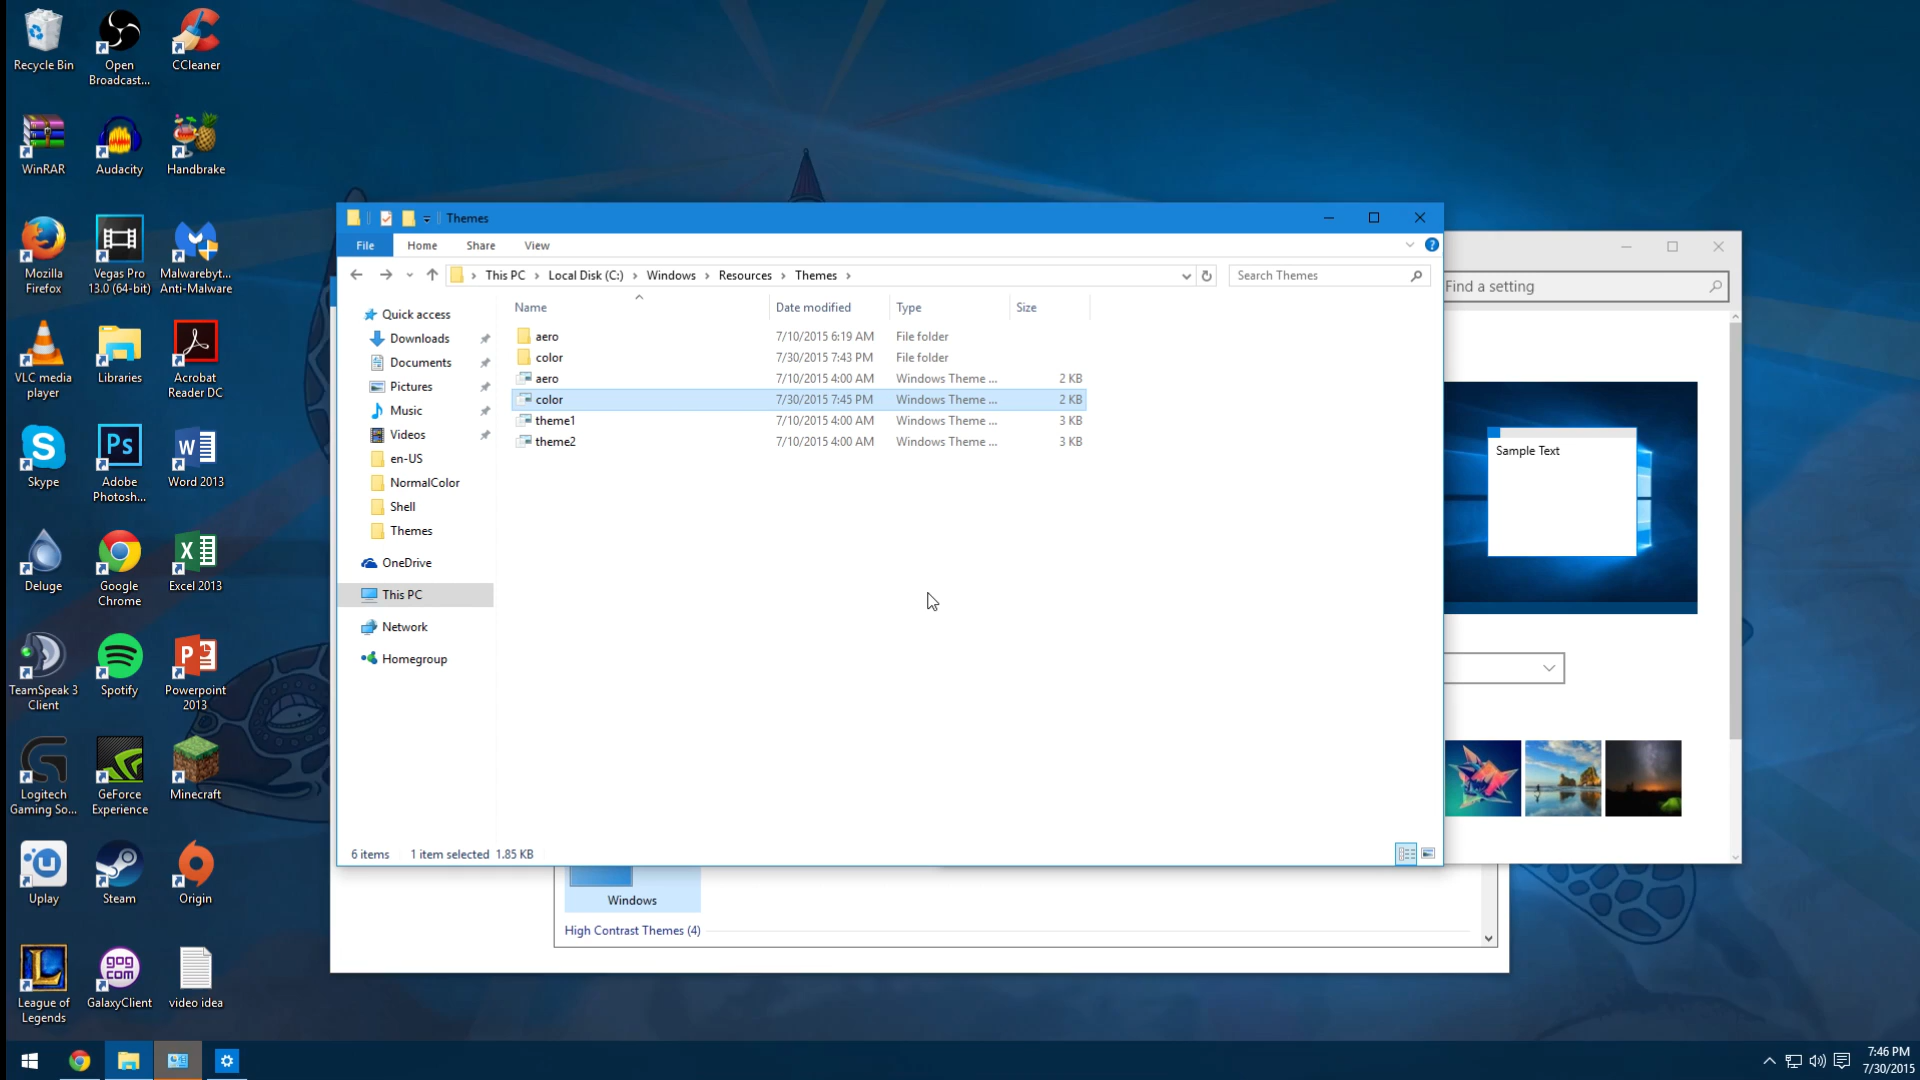 Recycle Bin
Open
Broadcast...
CCleaner
WinRAR
Audacity
Handbrake
Mozilla
Firefox
Vegas Pro
13.0 (64-bit)
Malwarebyt...
Anti-Malware
VLC media
player
Libraries
Acrobat
Reader DC
Skype
Adobe
Photosh...
Word 2013
Deluge
Google
Chrome
Excel 2013
TeamSpeak 3
Client
Spotify
Powerpoint
2013
Logitech
Gaming So...
GeForce
Experience
Minecraft
Uplay
Steam
Origin
League of
Legends
GalaxyClient
video idea
Themes
File Home Share View
This PC > Local Disk (C:) > Windows > Resources > Themes >
Search Themes
Quick access
Downloads
Documents
Pictures
Music
Videos
en-US
NormalColor
Shell
Themes
OneDrive
This PC
Network
Homegroup
Name Date modified Type Size
aero 7/10/2015 6:19 AM File folder
color 7/30/2015 7:43 PM File folder
aero 7/10/2015 4:00 AM Windows Theme ... 2 KB
color 7/30/2015 7:45 PM Windows Theme ... 2 KB
theme1 7/10/2015 4:00 AM Windows Theme ... 3 KB
theme2 7/10/2015 4:00 AM Windows Theme ... 3 KB
6 items 1 item selected 1.85 KB
Find a setting
Sample Text
Windows
High Contrast Themes (4)
7:46 PM
7/30/2015